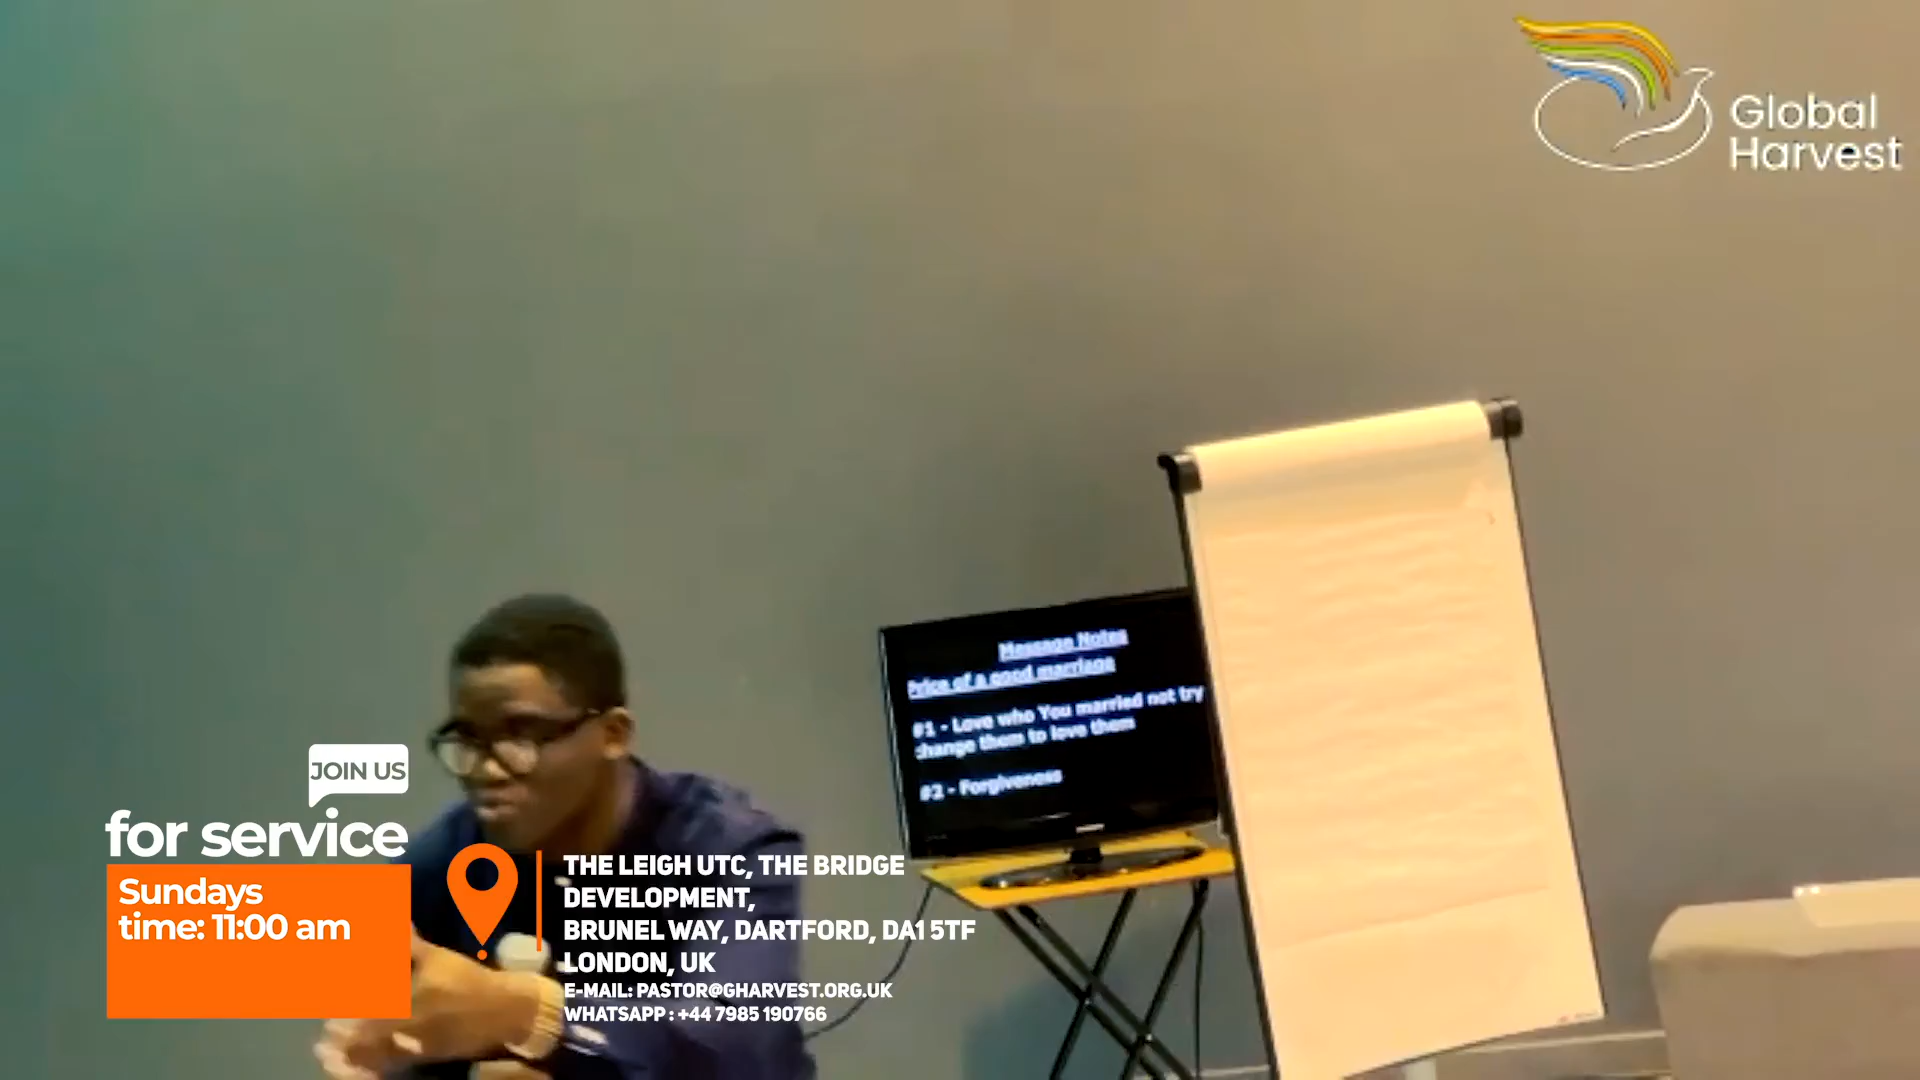 Global
Harvest
Message Notes
Price of a good marriage
#1 - Love who You married not try
change them to love them
#2 - Forgiveness
JOIN US
for service
Sundays
time: 11:00 am
THE LEIGH UTC, THE BRIDGE
DEVELOPMENT,
BRUNEL WAY, DARTFORD, DA1 5TF
LONDON, UK
E-MAIL: PASTOR@GHARVEST.ORG.UK
WHATSAPP : +44 7985 190766